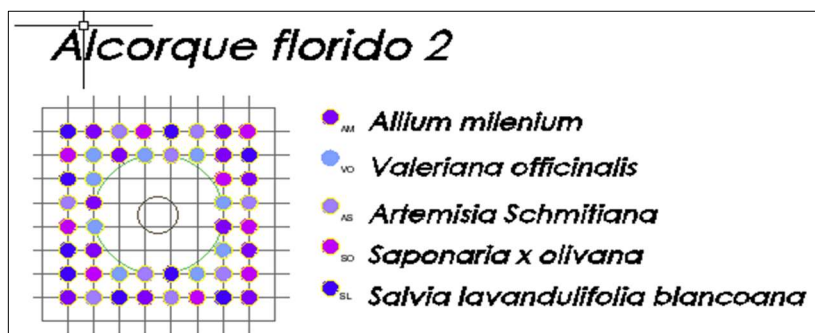 Alcorque florido 2
AM Allium milenium
VO Valeriana officinalis
AS Artemisia Schmitiana
SO Saponaria x olivana
SL Salvia lavandulifolia blancoana